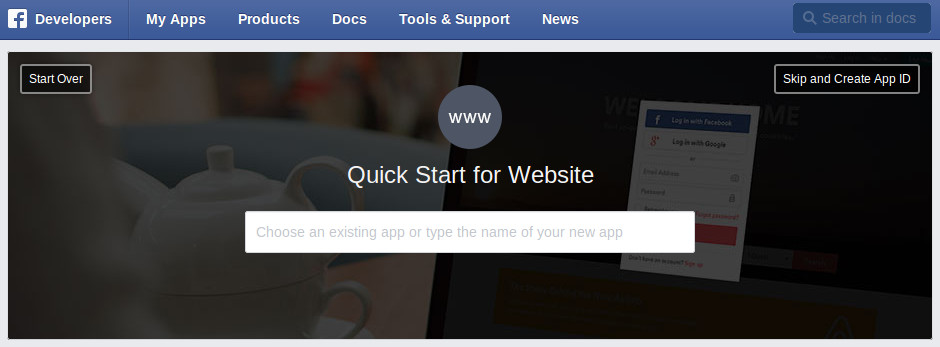 Developers
My Apps
Products
Docs
Tools & Support
News
Search in docs
Start Over
Skip and Create App ID
www
Quick Start for Website
Choose an existing app or type the name of your new app
Log in with Facebook
Log in with Google
or
Email Address
Password
Don't have an account? Sign up